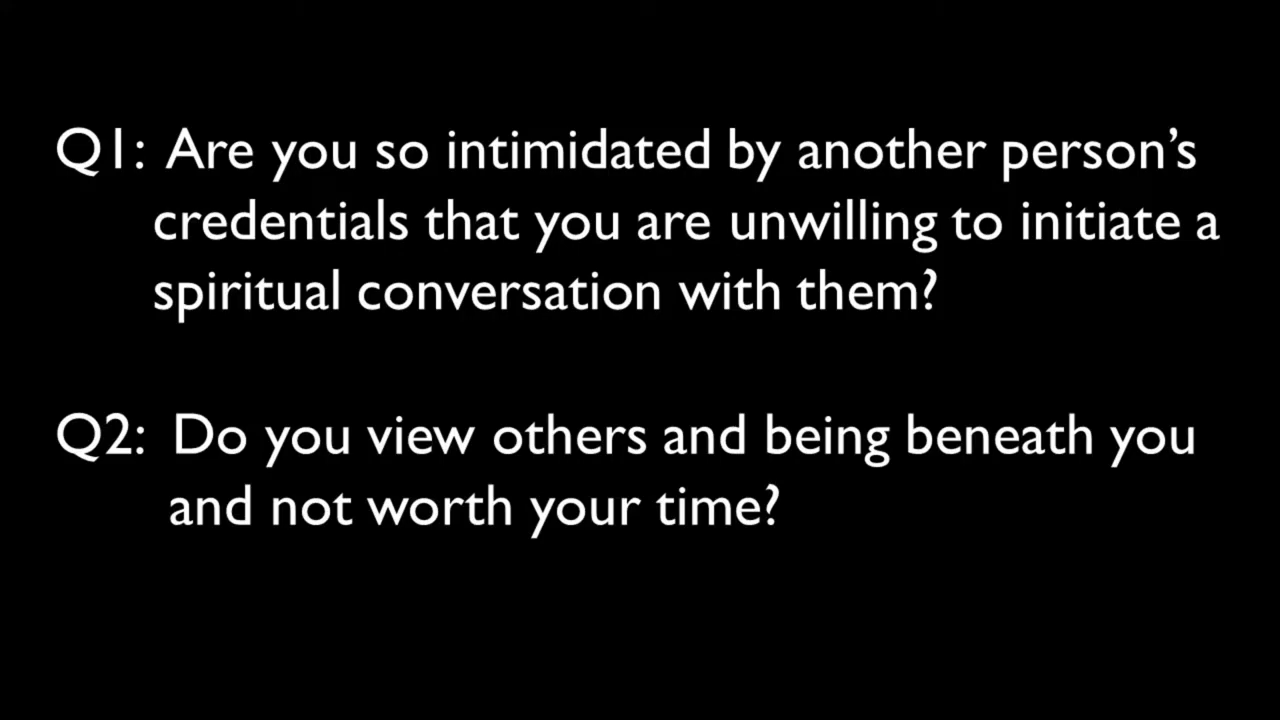 Q1: Are you so intimidated by another person’s
credentials that you are unwilling to initiate a
spiritual conversation with them?
Q2: Do you view others and being beneath you
and not worth your time?